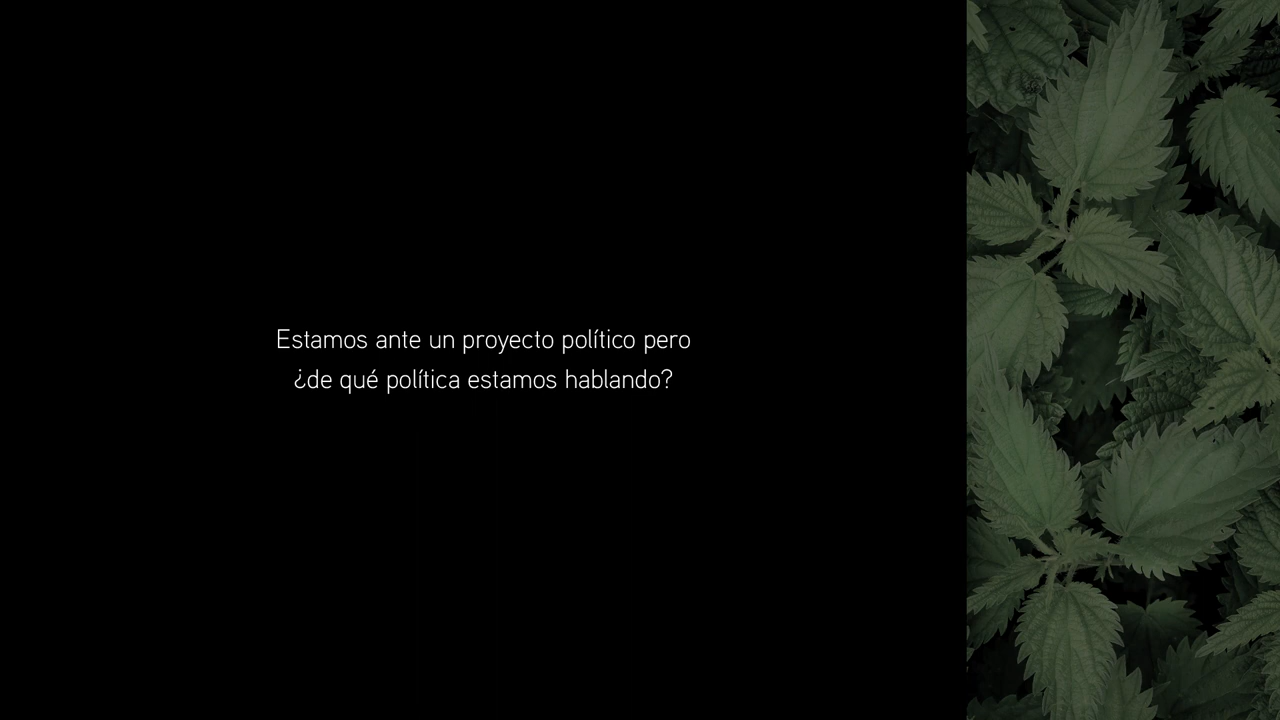 Estamos ante un proyecto político pero
¿de qué política estamos hablando?